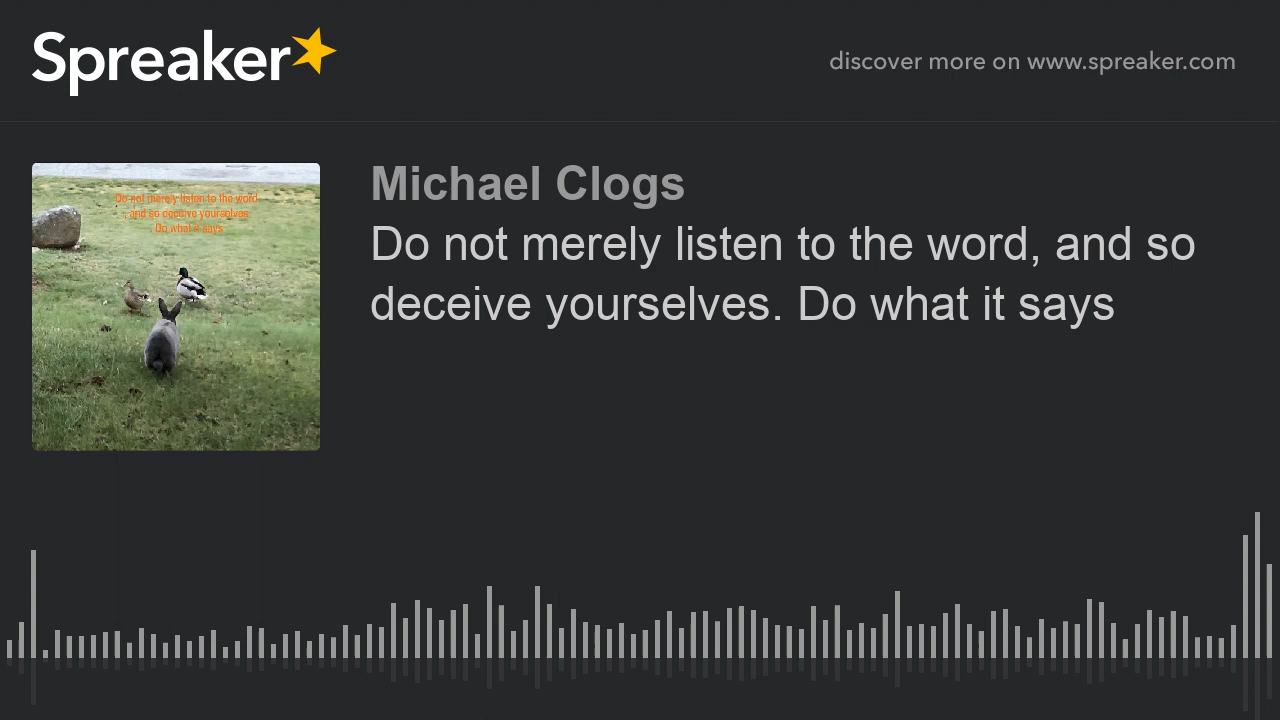 Spreaker
discover more on www.spreaker.com
Do not merely listen to the word
, and so deceive yourselves.
Do what it says
Michael Clogs
Do not merely listen to the word, and so
deceive yourselves. Do what it says